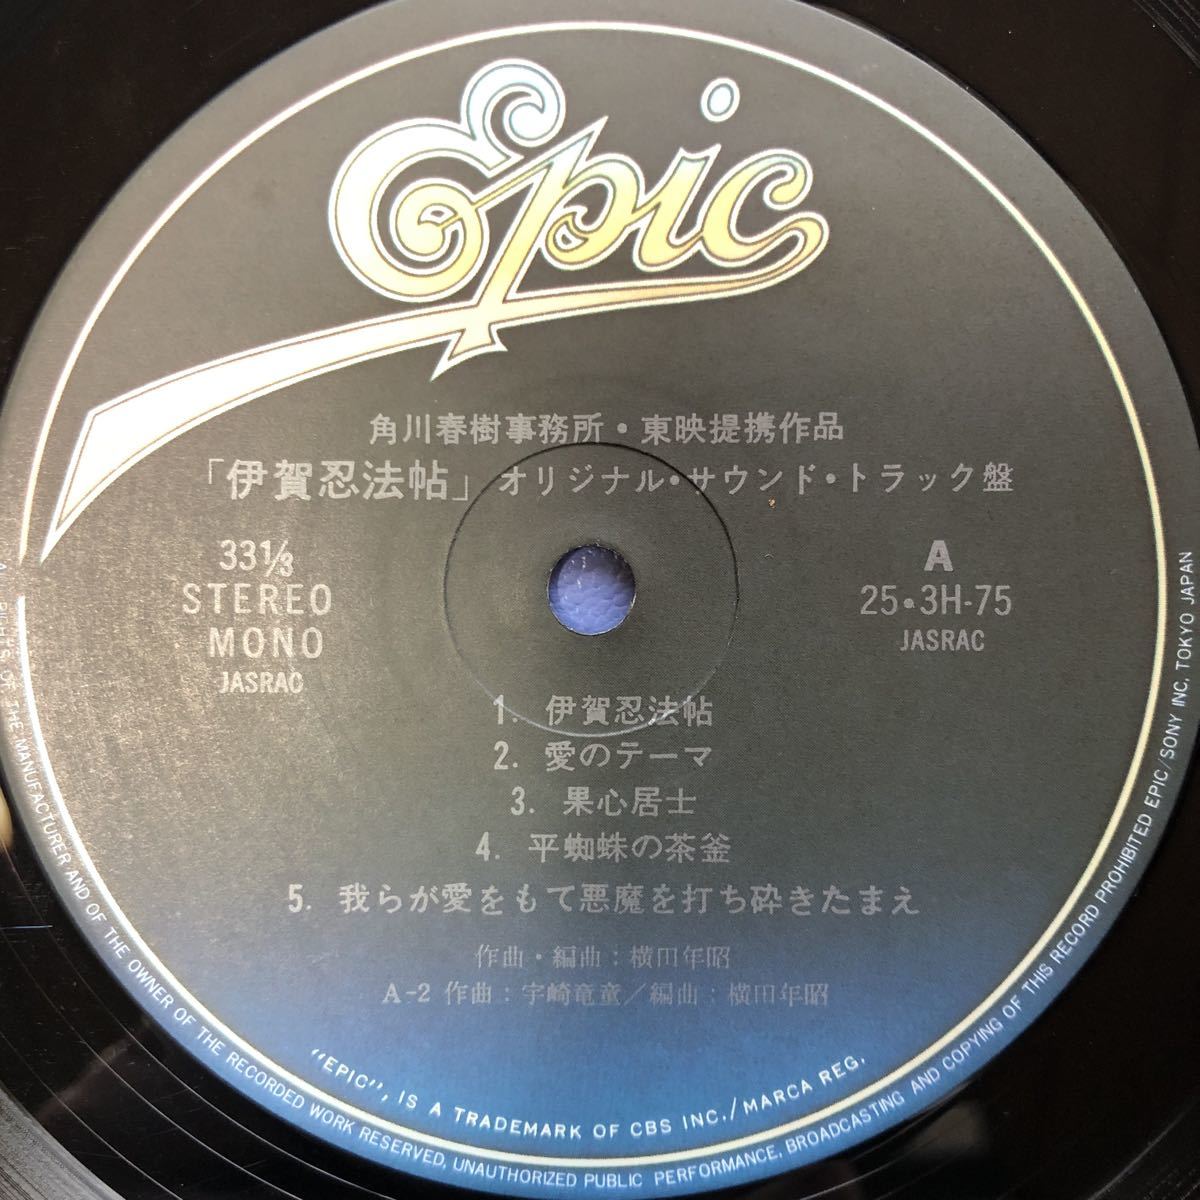 Epic
角川春樹事務所・東映提携作品
「伊賀忍法帖」オリジナル・サウンド・トラック盤
33⅓
STEREO
MONO
JASRAC
A
25・3H-75
JASRAC
1. 伊賀忍法帖
2. 愛のテーマ
3. 果心居士
4. 平蜘蛛の茶釜
5. 我らが愛をもて悪魔を打ち砕きたまえ
作曲・編曲：横田年昭
A-2 作曲：宇崎竜童／編曲：横田年昭
"EPIC", IS A TRADEMARK OF CBS INC./MARCA REG.
RIGHTS OF THE MANUFACTURER AND OF THE OWNER OF THE RECORDED WORK RESERVED, UNAUTHORIZED PUBLIC PERFORMANCE, BROADCASTING AND COPYING OF THIS RECORD PROHIBITED EPIC/SONY INC, TOKYO JAPAN